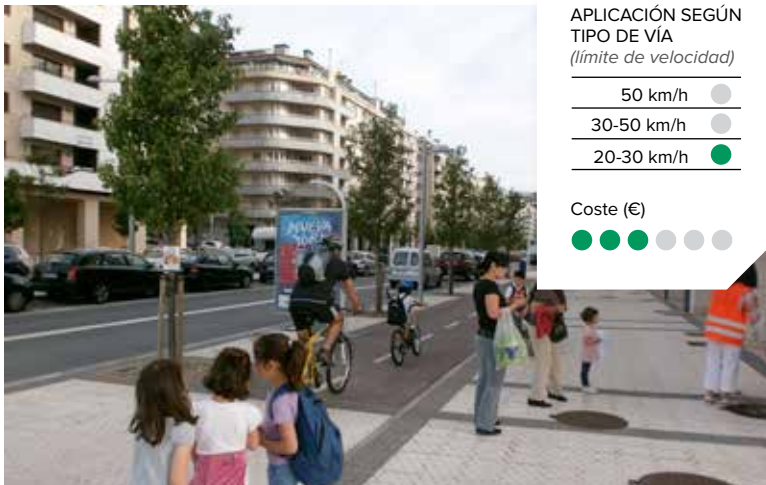 APLICACIÓN SEGÚN
TIPO DE VÍA
(límite de velocidad)
50 km/h
30-50 km/h
20-30 km/h
Coste (€)